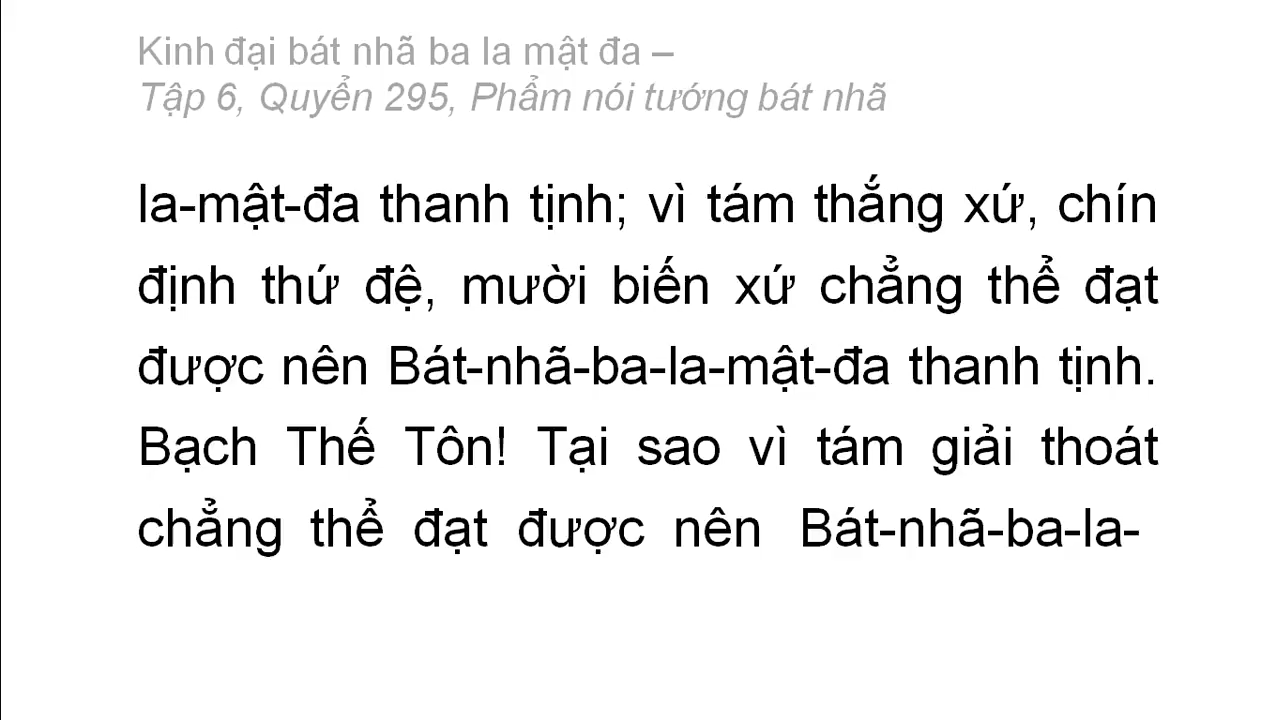 Kinh đại bát nhã ba la mật đa –
Tập 6, Quyển 295, Phẩm nói tướng bát nhã
la-mật-đa thanh tịnh; vì tám thắng xứ, chín
định thứ đệ, mười biến xứ chẳng thể đạt
được nên Bát-nhã-ba-la-mật-đa thanh tịnh.
Bạch Thế Tôn! Tại sao vì tám giải thoát
chẳng thể đạt được nên Bát-nhã-ba-la-